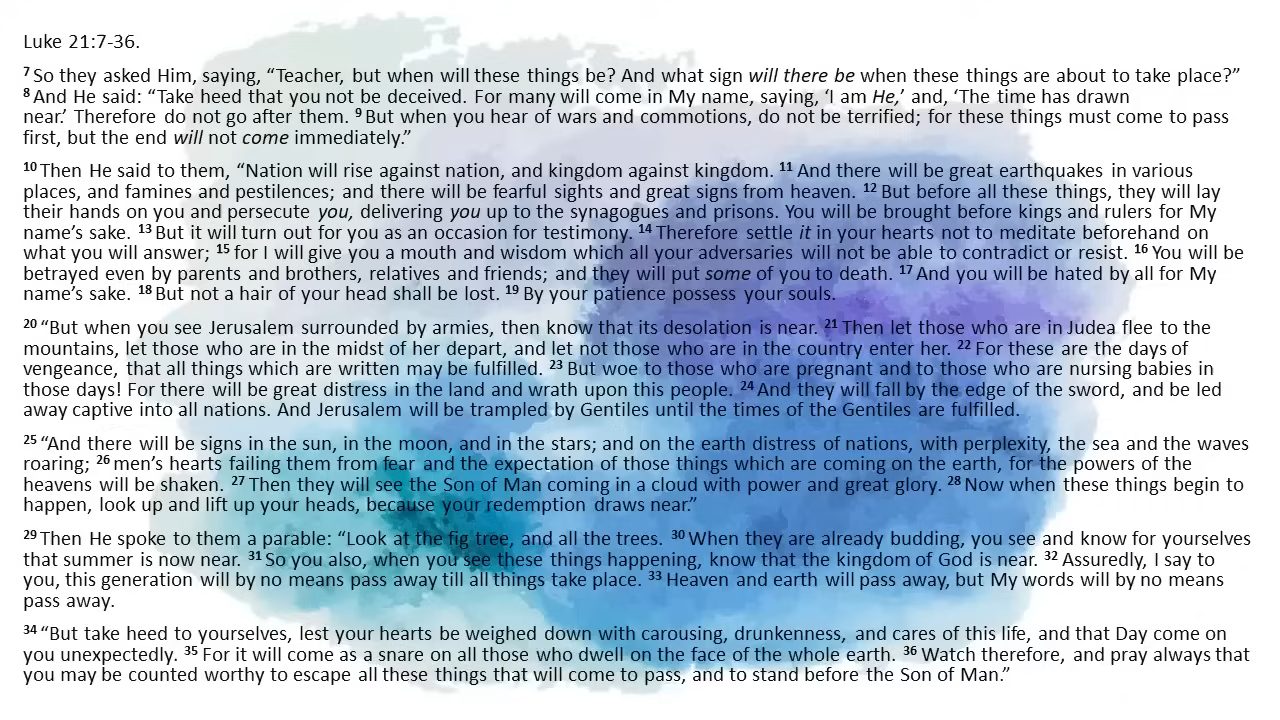 Luke 21:7-36.
7 So they asked Him, saying, “Teacher, but when will these things be? And what sign will there be when these things are about to take place?”
8 And He said: “Take heed that you not be deceived. For many will come in My name, saying, ‘I am He,’ and, ‘The time has drawn
near.’ Therefore do not go after them. 9 But when you hear of wars and commotions, do not be terrified; for these things must come to pass
first, but the end will not come immediately.”
10 Then He said to them, “Nation will rise against nation, and kingdom against kingdom. 11 And there will be great earthquakes in various
places, and famines and pestilences; and there will be fearful sights and great signs from heaven. 12 But before all these things, they will lay
their hands on you and persecute you, delivering you up to the synagogues and prisons. You will be brought before kings and rulers for My
name’s sake. 13 But it will turn out for you as an occasion for testimony. 14 Therefore settle it in your hearts not to meditate beforehand on
what you will answer; 15 for I will give you a mouth and wisdom which all your adversaries will not be able to contradict or resist. 16 You will be
betrayed even by parents and brothers, relatives and friends; and they will put some of you to death. 17 And you will be hated by all for My
name’s sake. 18 But not a hair of your head shall be lost. 19 By your patience possess your souls.
20 “But when you see Jerusalem surrounded by armies, then know that its desolation is near. 21 Then let those who are in Judea flee to the
mountains, let those who are in the midst of her depart, and let not those who are in the country enter her. 22 For these are the days of
vengeance, that all things which are written may be fulfilled. 23 But woe to those who are pregnant and to those who are nursing babies in
those days! For there will be great distress in the land and wrath upon this people. 24 And they will fall by the edge of the sword, and be led
away captive into all nations. And Jerusalem will be trampled by Gentiles until the times of the Gentiles are fulfilled.
25 “And there will be signs in the sun, in the moon, and in the stars; and on the earth distress of nations, with perplexity, the sea and the waves
roaring; 26 men’s hearts failing them from fear and the expectation of those things which are coming on the earth, for the powers of the
heavens will be shaken. 27 Then they will see the Son of Man coming in a cloud with power and great glory. 28 Now when these things begin to
happen, look up and lift up your heads, because your redemption draws near.”
29 Then He spoke to them a parable: “Look at the fig tree, and all the trees. 30 When they are already budding, you see and know for yourselves
that summer is now near. 31 So you also, when you see these things happening, know that the kingdom of God is near. 32 Assuredly, I say to
you, this generation will by no means pass away till all things take place. 33 Heaven and earth will pass away, but My words will by no means
pass away.
34 “But take heed to yourselves, lest your hearts be weighed down with carousing, drunkenness, and cares of this life, and that Day come on
you unexpectedly. 35 For it will come as a snare on all those who dwell on the face of the whole earth. 36 Watch therefore, and pray always that
you may be counted worthy to escape all these things that will come to pass, and to stand before the Son of Man.”